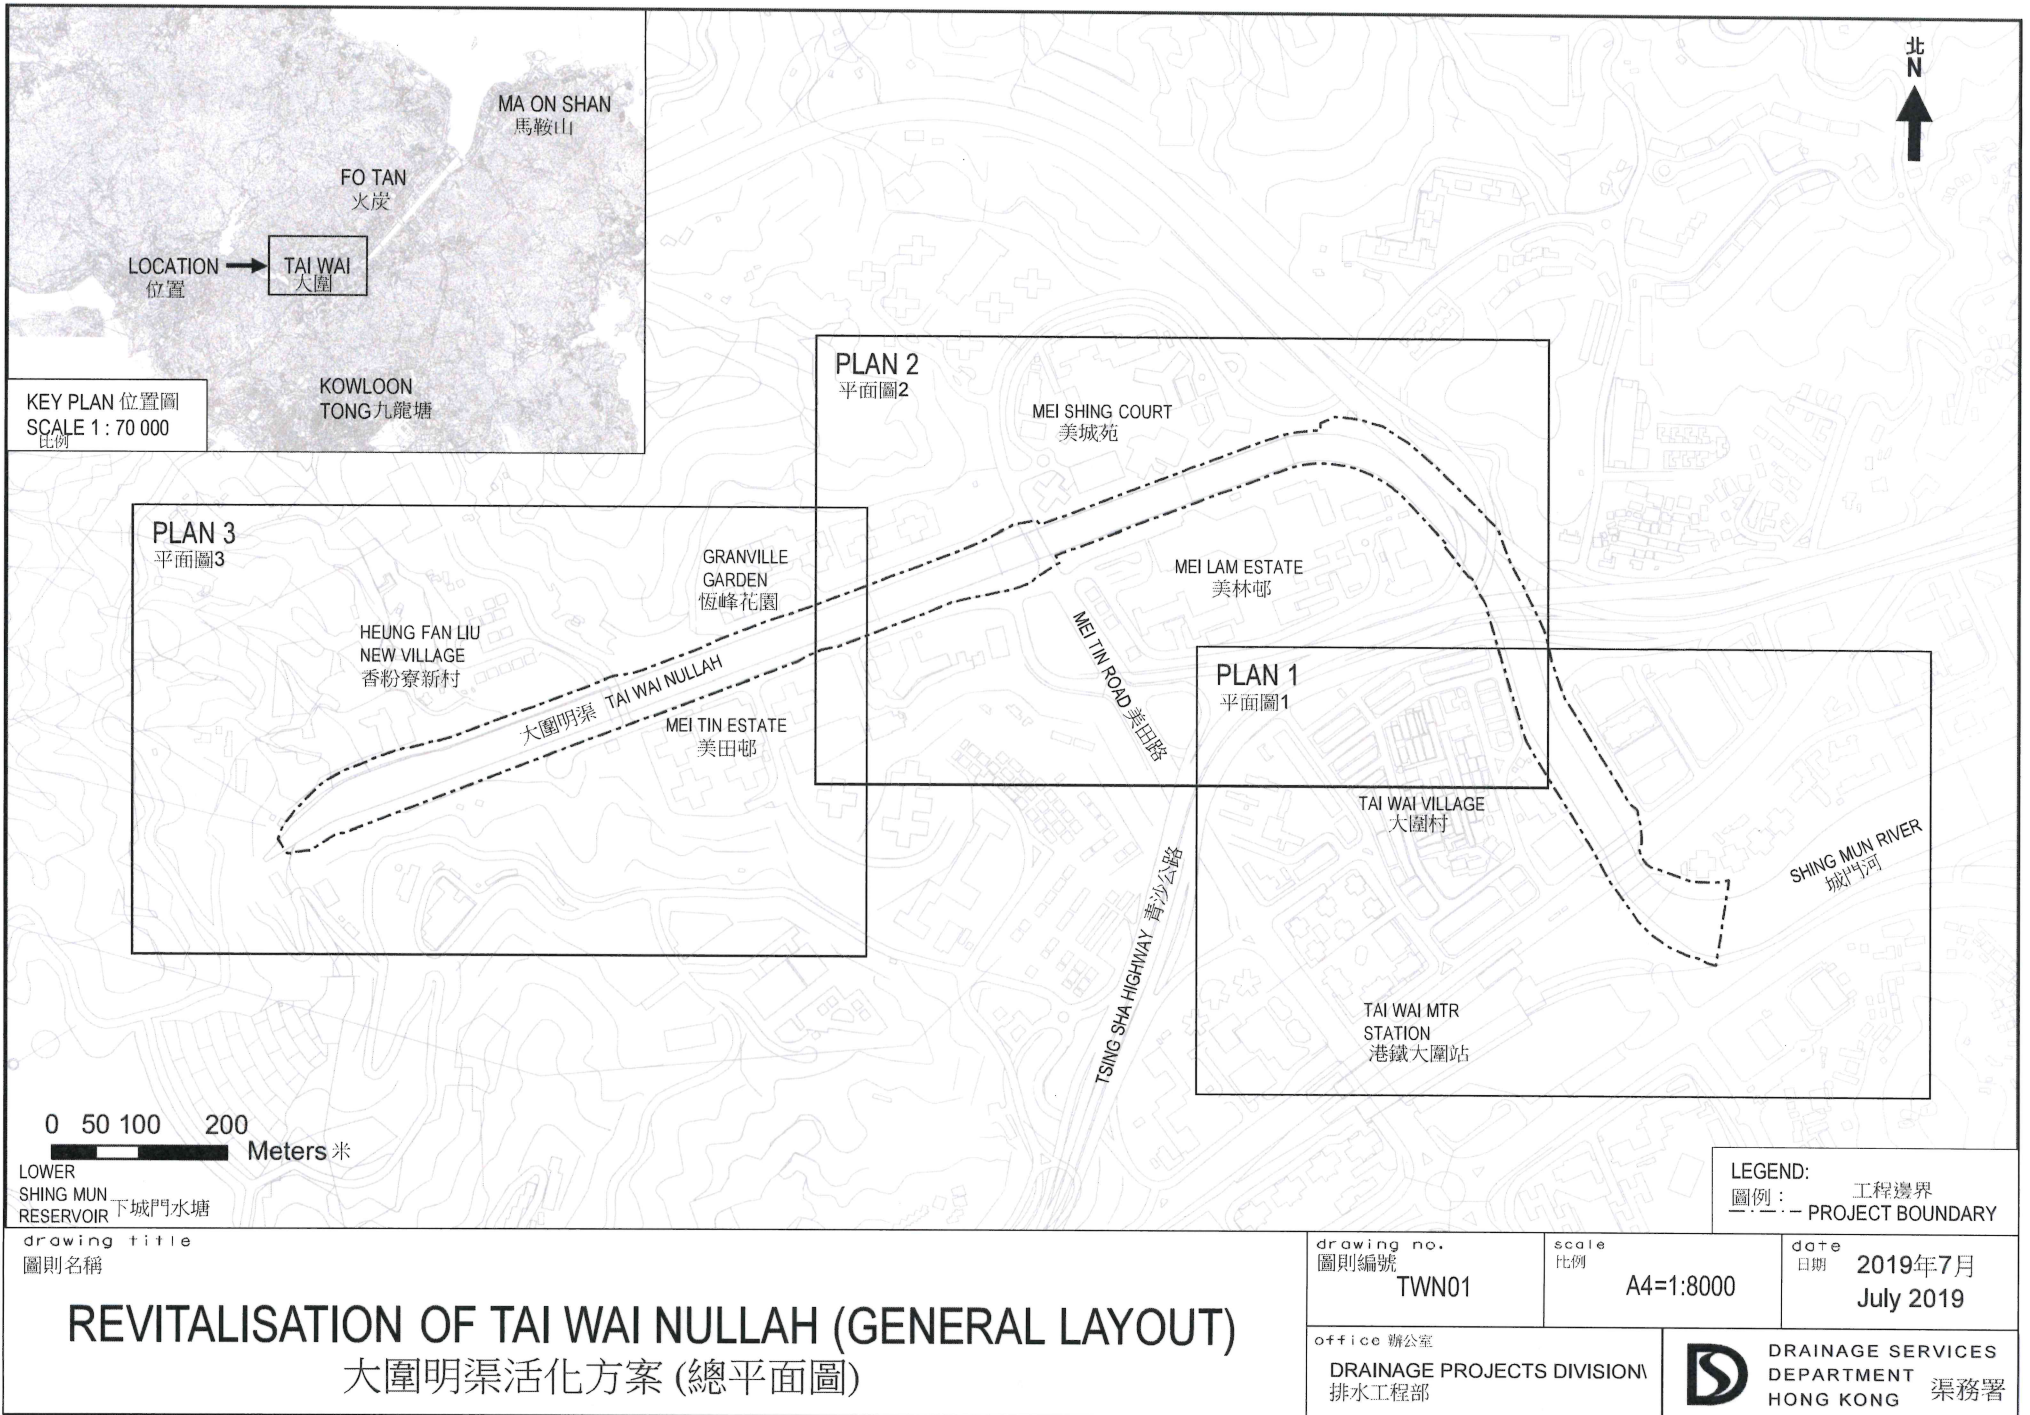 MA ON SHAN
馬鞍山
FO TAN
火炭
LOCATION
位置
TAI WAI
大圍
KOWLOON
TONG九龍塘
KEY PLAN 位置圖
SCALE 1 : 70 000
比例
北
N
PLAN 2
平面圖2
MEI SHING COURT
美城苑
MEI LAM ESTATE
美林邨
MEI TIN ROAD 美田路
PLAN 3
平面圖3
GRANVILLE
GARDEN
恆峰花園
HEUNG FAN LIU
NEW VILLAGE
香粉寮新村
大圍明渠 TAI WAI NULLAH
MEI TIN ESTATE
美田邨
PLAN 1
平面圖1
TAI WAI VILLAGE
大圍村
SHING MUN RIVER
城門河
TSING SHA HIGHWAY 青沙公路
TAI WAI MTR
STATION
港鐵大圍站
0 50 100 200
Meters 米
LOWER
SHING MUN
RESERVOIR 下城門水塘
LEGEND:
圖例：
工程邊界
PROJECT BOUNDARY
drawing title
圖則名稱
REVITALISATION OF TAI WAI NULLAH (GENERAL LAYOUT)
大圍明渠活化方案 (總平面圖)
drawing no.
圖則編號
TWN01
scale
比例
A4=1:8000
date
日期
2019年7月
July 2019
office 辦公室
DRAINAGE PROJECTS DIVISION\
排水工程部
DRAINAGE SERVICES
DEPARTMENT
HONG KONG 渠務署